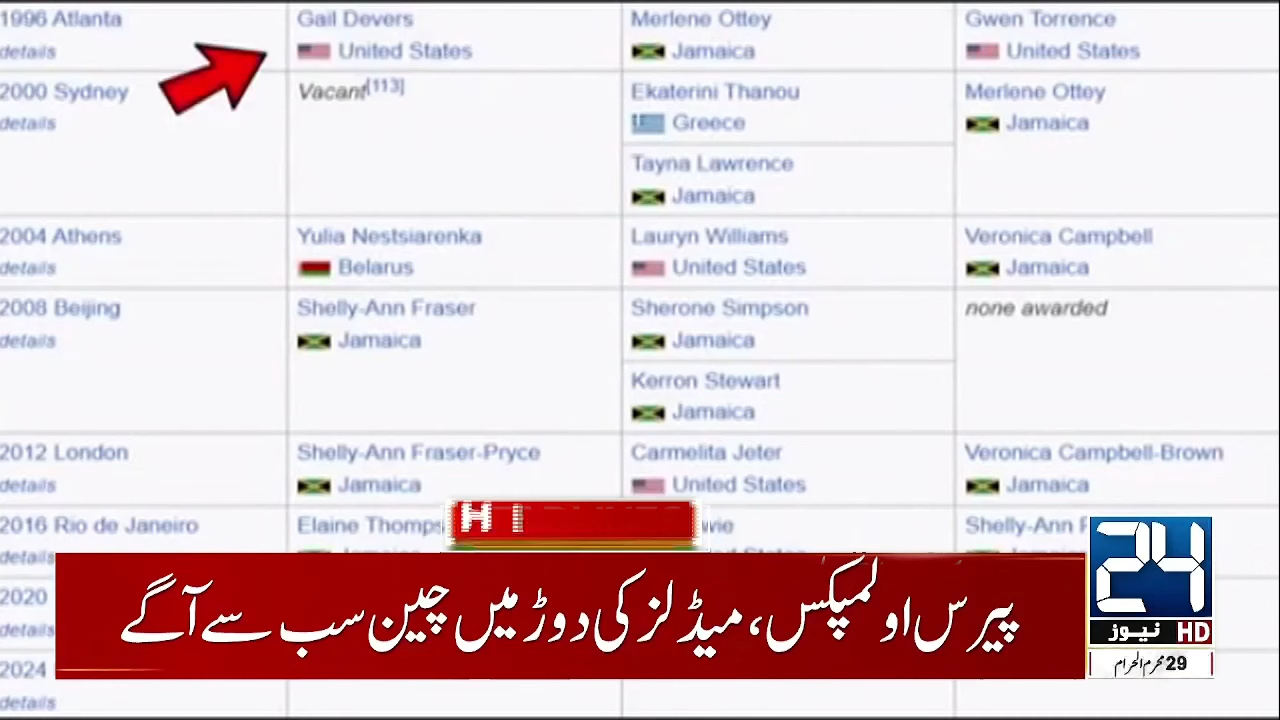 1996 Atlanta Gail Devers Merlene Ottey Gwen Torrence
details United States Jamaica United States
2000 Sydney Vacant[113] Ekaterini Thanou Merlene Ottey
details Greece Jamaica
Tayna Lawrence
Jamaica
2004 Athens Yulia Nestsiarenka Lauryn Williams Veronica Campbell
details Belarus United States Jamaica
2008 Beijing Shelly-Ann Fraser Sherone Simpson none awarded
details Jamaica Jamaica
Kerron Stewart
Jamaica
2012 London Shelly-Ann Fraser-Pryce Carmelita Jeter Veronica Campbell-Brown
details Jamaica United States Jamaica
2016 Rio de Janeiro Elaine Shelly-Ann
details
2020
details
2024
details
پیرس اولمپکس، میڈلز کی دوڑ میں چین سب سے آگے
24
نیوز HD
29 محرم الحرام